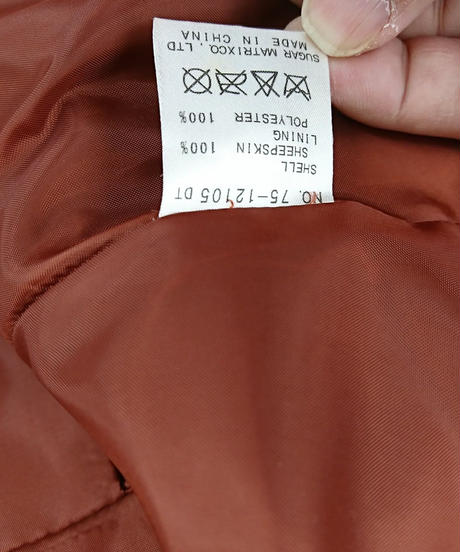 NO. 75-12105 DT
SHELL
SHEEPSKIN 100%
LINING
POLYESTER 100%
SUGAR MATRIXCO., LTD
MADE IN CHINA